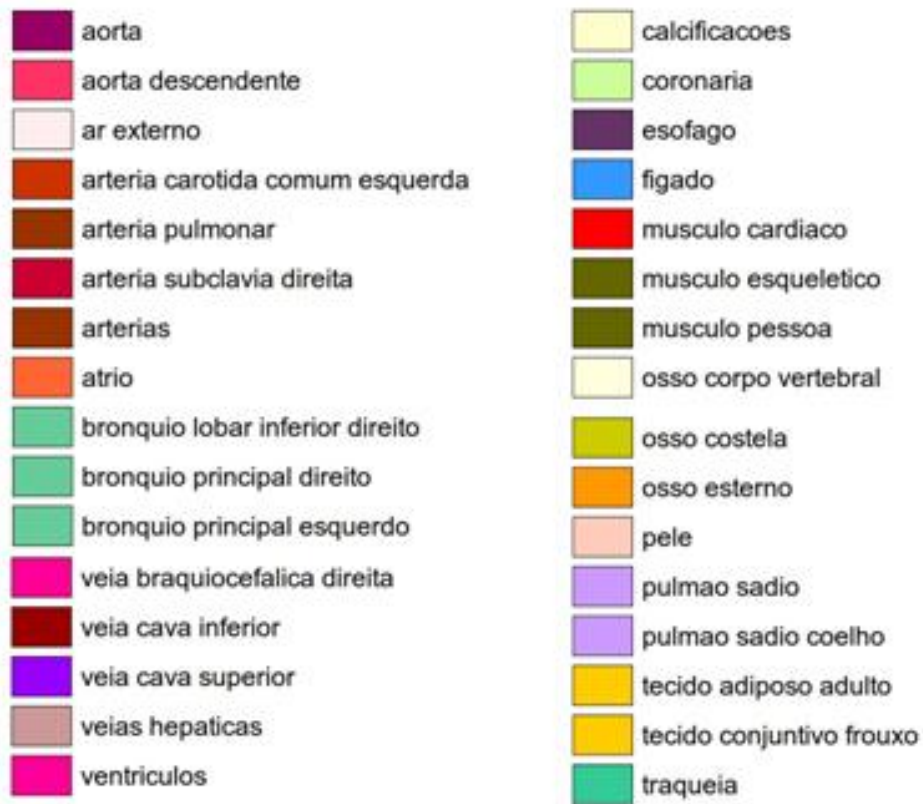 aorta
aorta descendente
ar externo
arteria carotida comum esquerda
arteria pulmonar
arteria subclavia direita
arterias
atrio
bronquio lobar inferior direito
bronquio principal direito
bronquio principal esquerdo
veia braquiocefalica direita
veia cava inferior
veia cava superior
veias hepaticas
ventriculos
calcificacoes
coronaria
esofago
figado
musculo cardiaco
musculo esqueletico
musculo pessoa
osso corpo vertebral
osso costela
osso esterno
pele
pulmao sadio
pulmao sadio coelho
tecido adiposo adulto
tecido conjuntivo frouxo
traqueia